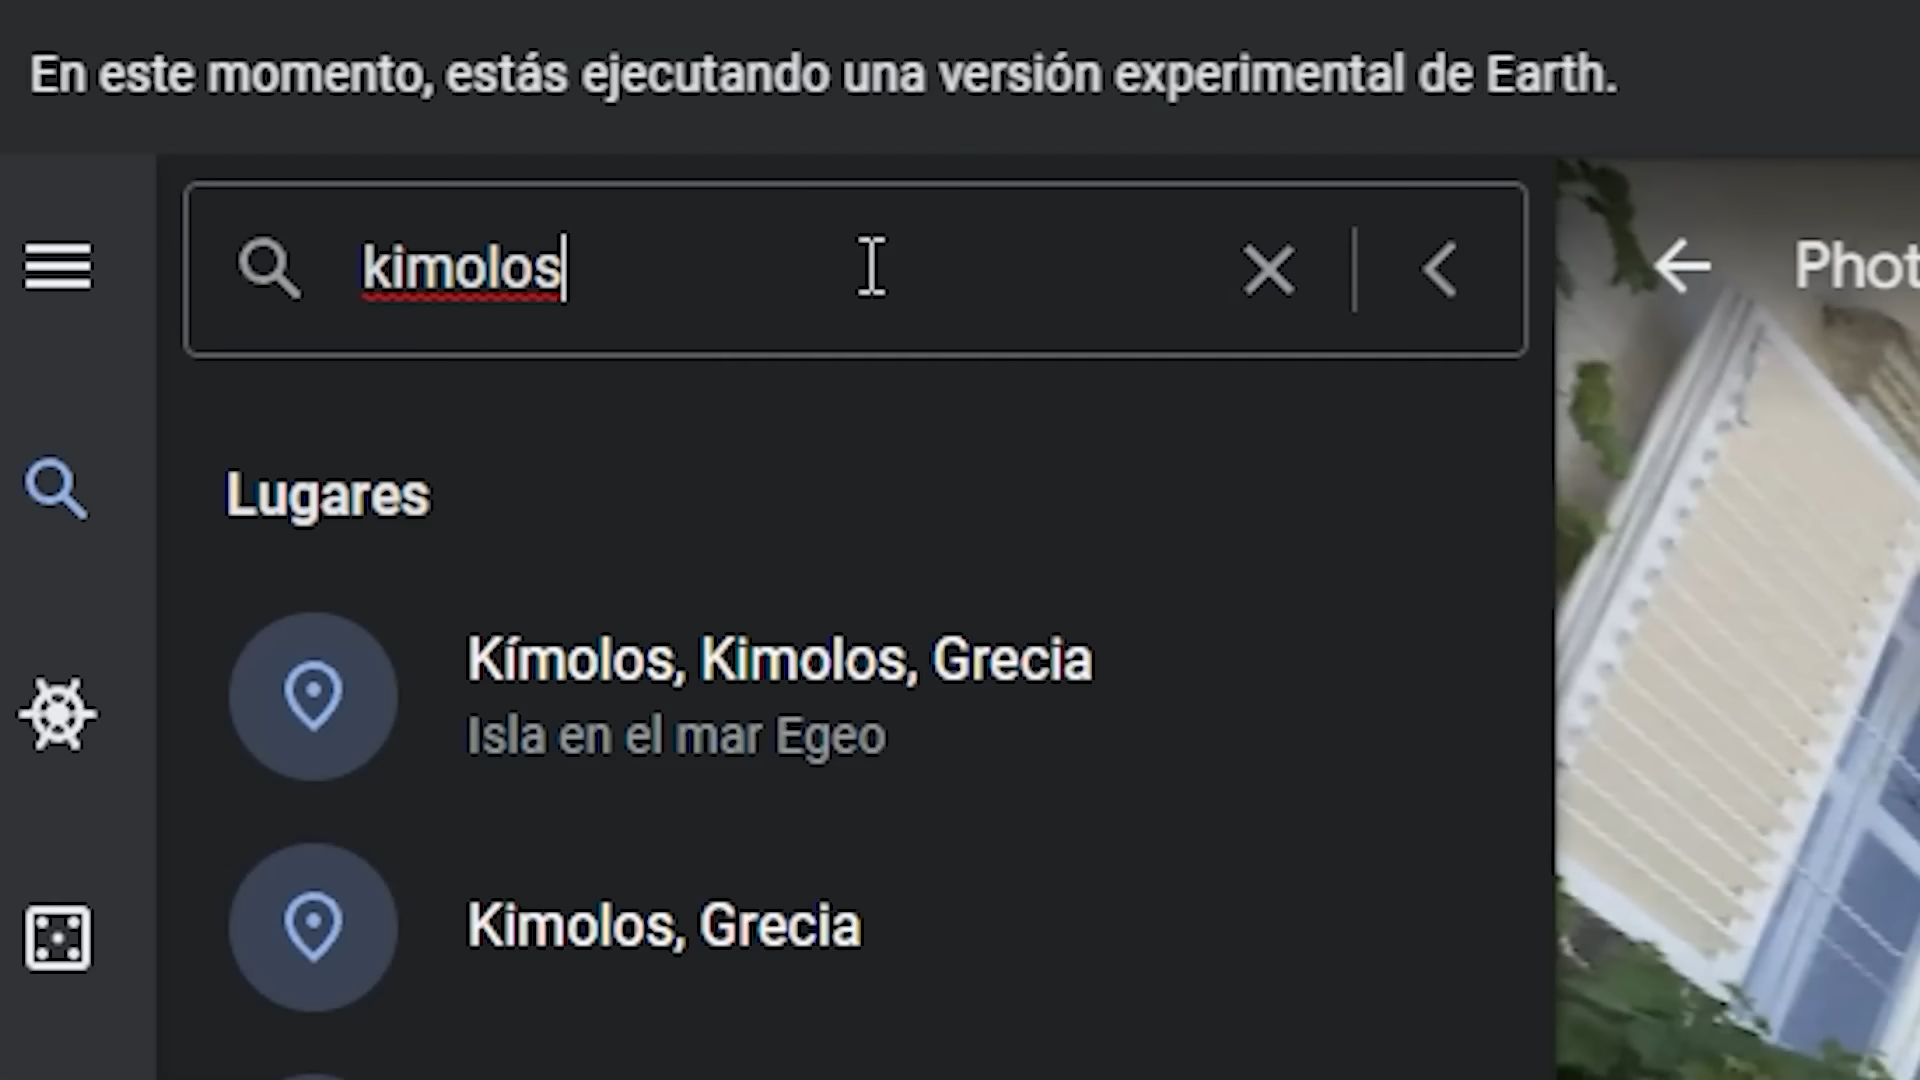 En este momento, estás ejecutando una versión experimental de Earth.
kimolos
Phot
Lugares
Kímolos, Kimolos, Grecia
Isla en el mar Egeo
Kimolos, Grecia